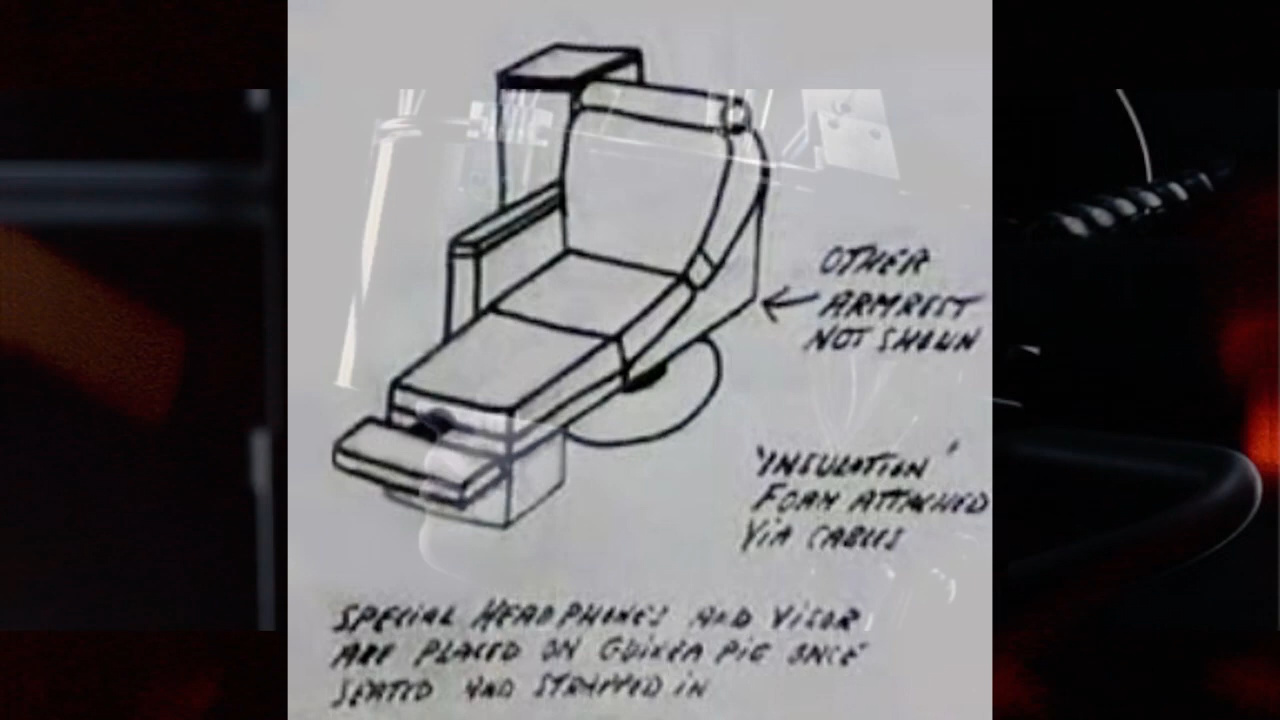 OTHER
ARMREST
NOT SHOWN
"INSULATION"
FOAM ATTACHED
VIA CABLES
SPECIAL HEADPHONES AND VISOR
ARE PLACED ON GUINEA PIG ONCE
SEATED AND STRAPPED IN